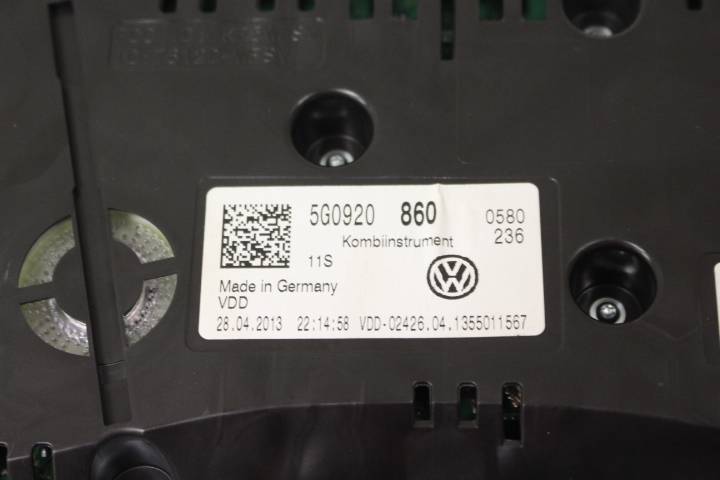 5G0920 860 0580
Kombiinstrument 236
11S
Made in Germany
VDD
28.04.2013 22:14:58 VDD-02426.04.1355011567